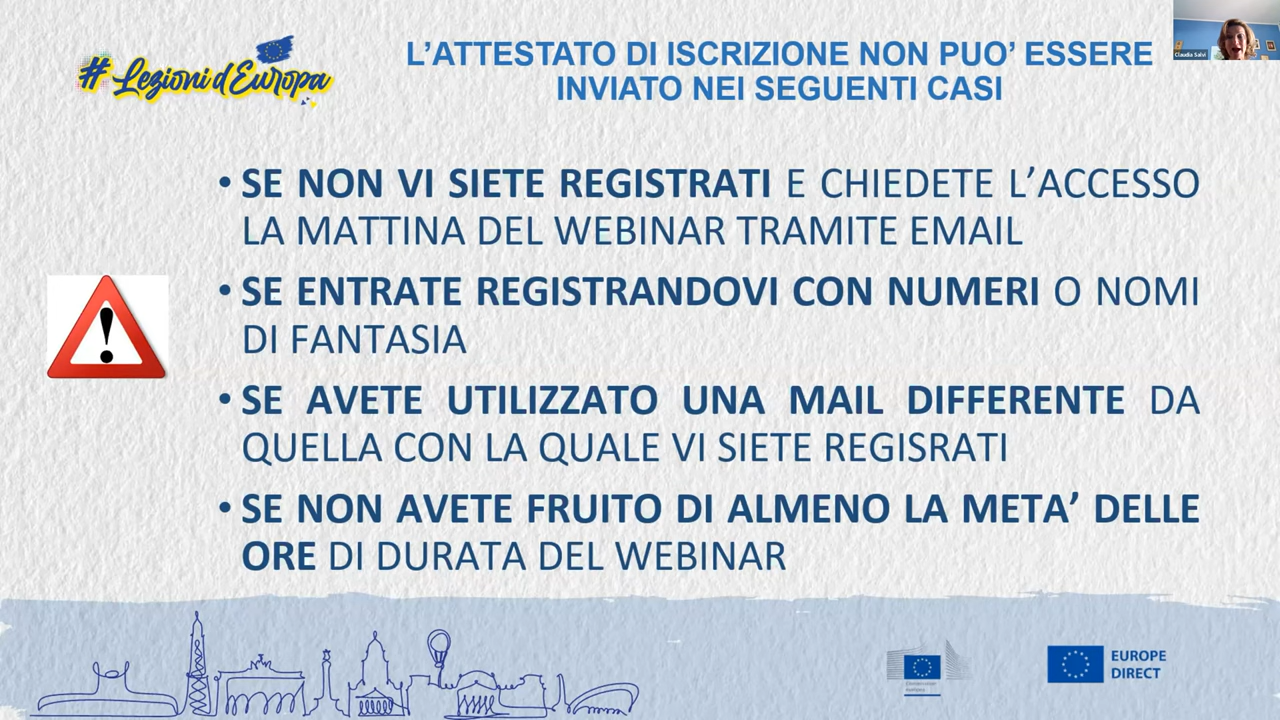 #LezionidEuropa
L'ATTESTATO DI ISCRIZIONE NON PUO' ESSERE
INVIATO NEI SEGUENTI CASI
Claudia Salvi
• SE NON VI SIETE REGISTRATI E CHIEDETE L'ACCESSO
LA MATTINA DEL WEBINAR TRAMITE EMAIL
• SE ENTRATE REGISTRANDOVI CON NUMERI O NOMI
DI FANTASIA
• SE AVETE UTILIZZATO UNA MAIL DIFFERENTE DA
QUELLA CON LA QUALE VI SIETE REGISRATI
• SE NON AVETE FRUITO DI ALMENO LA META' DELLE
ORE DI DURATA DEL WEBINAR
EUROPE
DIRECT